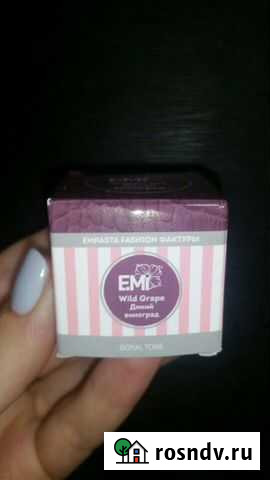 EMPASTA FASHION ФАКТУРЫ
EMi
Wild Grape
Дикий
виноград
rosndv.ru